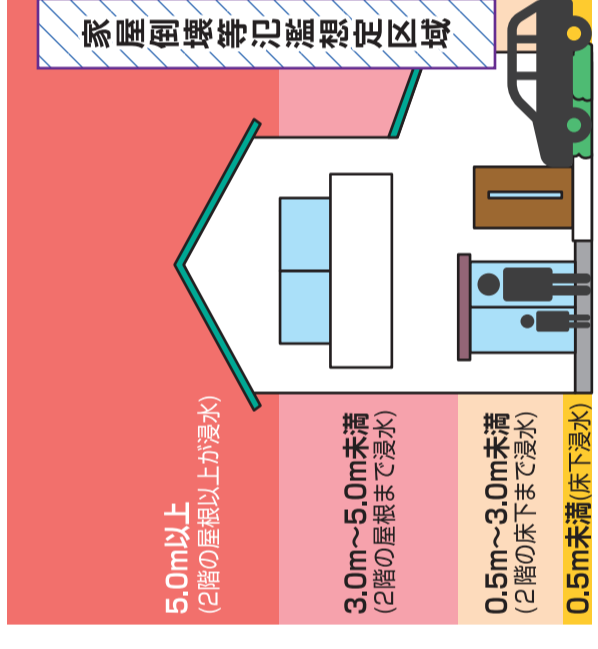 家屋倒壊等氾濫想定区域
5.0m以上
(2階の屋根以上が浸水)
3.0m〜5.0m未満
(2階の屋根まで浸水)
0.5m〜3.0m未満
(2階の床下まで浸水)
0.5m未満(床下浸水)